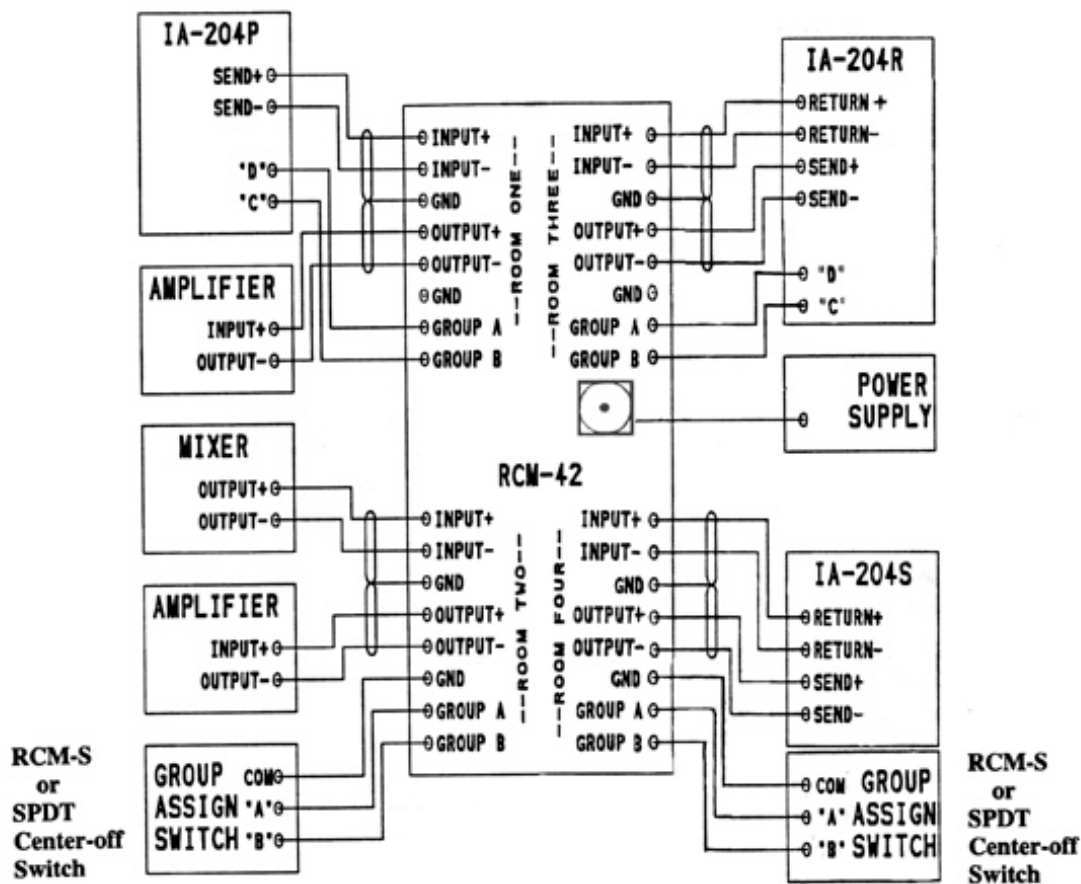 IA-204P
SEND+
SEND-
"D"
"C"
AMPLIFIER
INPUT+
OUTPUT-
MIXER
OUTPUT+
OUTPUT-
AMPLIFIER
INPUT+
OUTPUT-
RCM-S
or
SPDT
Center-off
Switch
GROUP COM
ASSIGN "A"
SWITCH "B"
INPUT+
INPUT-
GND
OUTPUT+
OUTPUT-
GND
GROUP A
GROUP B
--ROOM ONE--
--ROOM THREE--
INPUT+
INPUT-
GND
OUTPUT+
OUTPUT-
GND
GROUP A
GROUP B
RCM-42
INPUT+
INPUT-
GND
OUTPUT+
OUTPUT-
GND
GROUP A
GROUP B
--ROOM TWO--
--ROOM FOUR--
INPUT+
INPUT-
GND
OUTPUT+
OUTPUT-
GND
GROUP A
GROUP B
IA-204R
RETURN +
RETURN-
SEND+
SEND-
"D"
"C"
POWER
SUPPLY
IA-204S
RETURN+
RETURN-
SEND+
SEND-
COM GROUP
"A" ASSIGN
"B" SWITCH
RCM-S
or
SPDT
Center-off
Switch